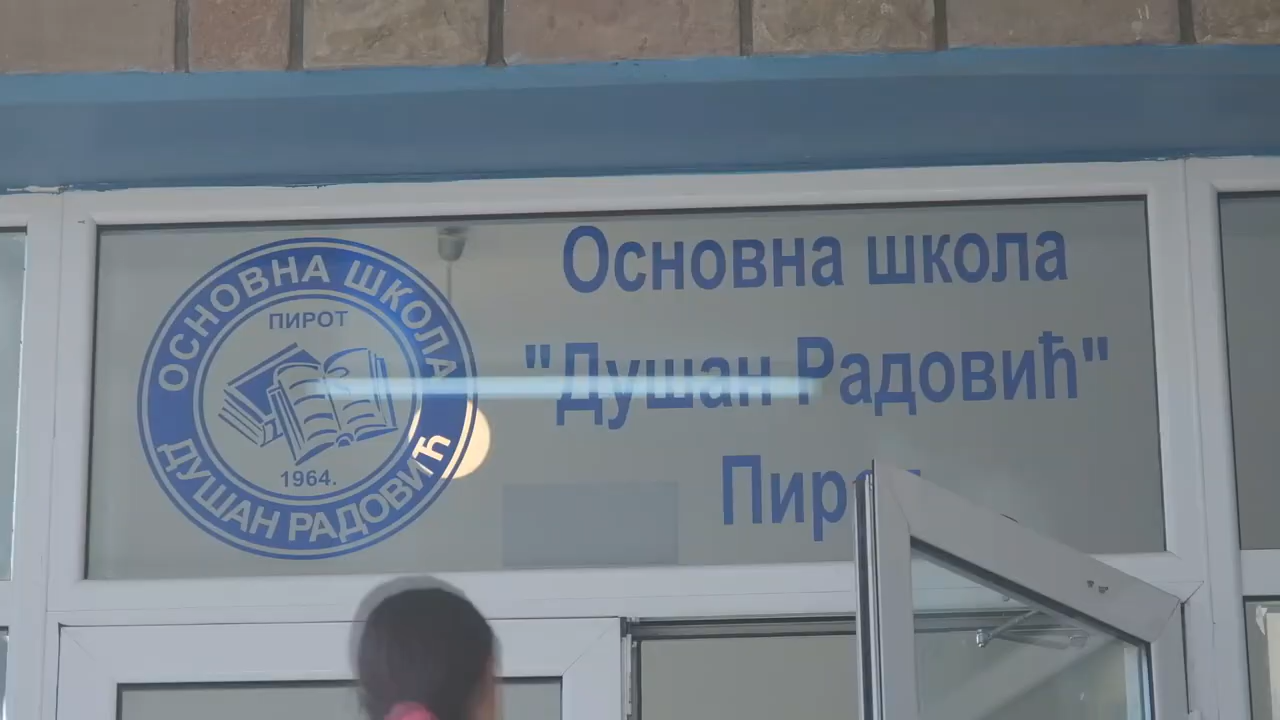 ОСНОВНА ШКОЛА
ПИРОТ
1964.
ДУШАН РАДОВИЋ
Основна школа
"Душан Радовић"